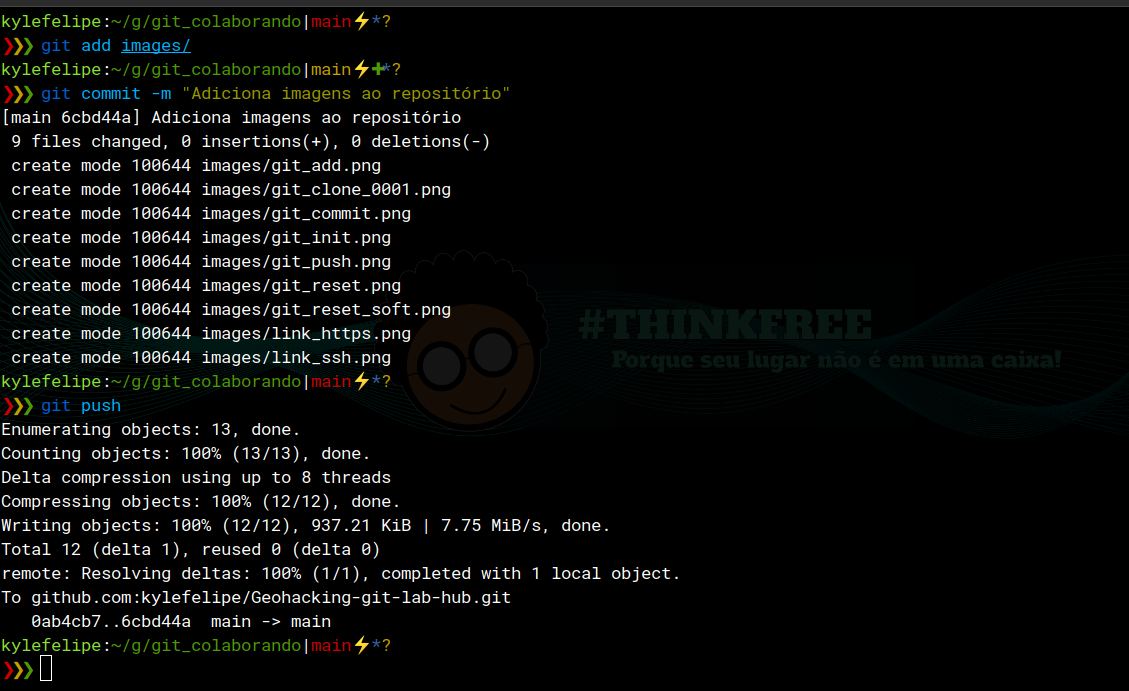 kylefelipe:~/g/git_colaborando|main⚡*?
❯❯❯ git add images/
kylefelipe:~/g/git_colaborando|main⚡✚*?
❯❯❯ git commit -m "Adiciona imagens ao repositório"
[main 6cbd44a] Adiciona imagens ao repositório
 9 files changed, 0 insertions(+), 0 deletions(-)
 create mode 100644 images/git_add.png
 create mode 100644 images/git_clone_0001.png
 create mode 100644 images/git_commit.png
 create mode 100644 images/git_init.png
 create mode 100644 images/git_push.png
 create mode 100644 images/git_reset.png
 create mode 100644 images/git_reset_soft.png
 create mode 100644 images/link_https.png
 create mode 100644 images/link_ssh.png
#THINKFREE
Porque seu lugar não é em uma caixa!
kylefelipe:~/g/git_colaborando|main⚡*?
❯❯❯ git push
Enumerating objects: 13, done.
Counting objects: 100% (13/13), done.
Delta compression using up to 8 threads
Compressing objects: 100% (12/12), done.
Writing objects: 100% (12/12), 937.21 KiB | 7.75 MiB/s, done.
Total 12 (delta 1), reused 0 (delta 0)
remote: Resolving deltas: 100% (1/1), completed with 1 local object.
To github.com:kylefelipe/Geohacking-git-lab-hub.git
   0ab4cb7..6cbd44a  main -> main
kylefelipe:~/g/git_colaborando|main⚡*?
❯❯❯